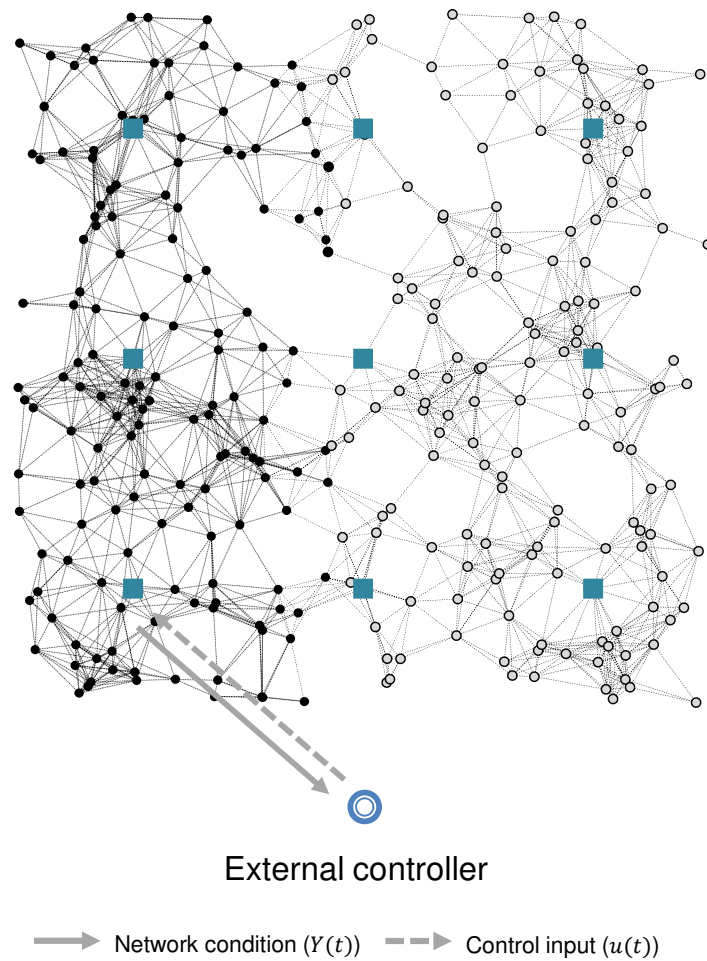 External controller
Network condition (Y(t)) Control input (u(t))